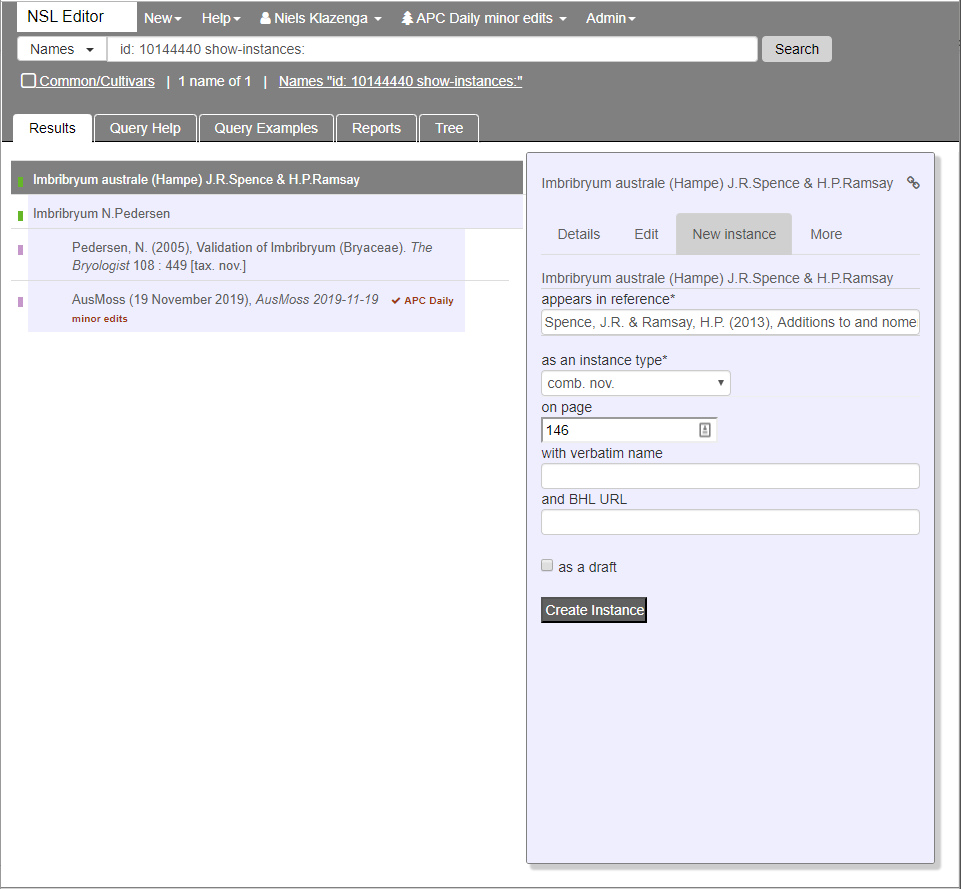 NSL Editor New Help Niels Klazenga APC Daily minor edits Admin
Names id: 10144440 show-instances: Search
Common/Cultivars | 1 name of 1 | Names "id: 10144440 show-instances:"
Results Query Help Query Examples Reports Tree
Imbribryum australe (Hampe) J.R.Spence & H.P.Ramsay
Imbribryum N.Pedersen
Pedersen, N. (2005), Validation of Imbribryum (Bryaceae). The
Bryologist 108 : 449 [tax. nov.]
AusMoss (19 November 2019), AusMoss 2019-11-19 ✔ APC Daily
minor edits
Imbribryum australe (Hampe) J.R.Spence & H.P.Ramsay
Details Edit New instance More
Imbribryum australe (Hampe) J.R.Spence & H.P.Ramsay
appears in reference*
Spence, J.R. & Ramsay, H.P. (2013), Additions to and nome
as an instance type*
comb. nov.
on page
146
with verbatim name
and BHL URL
as a draft
Create Instance